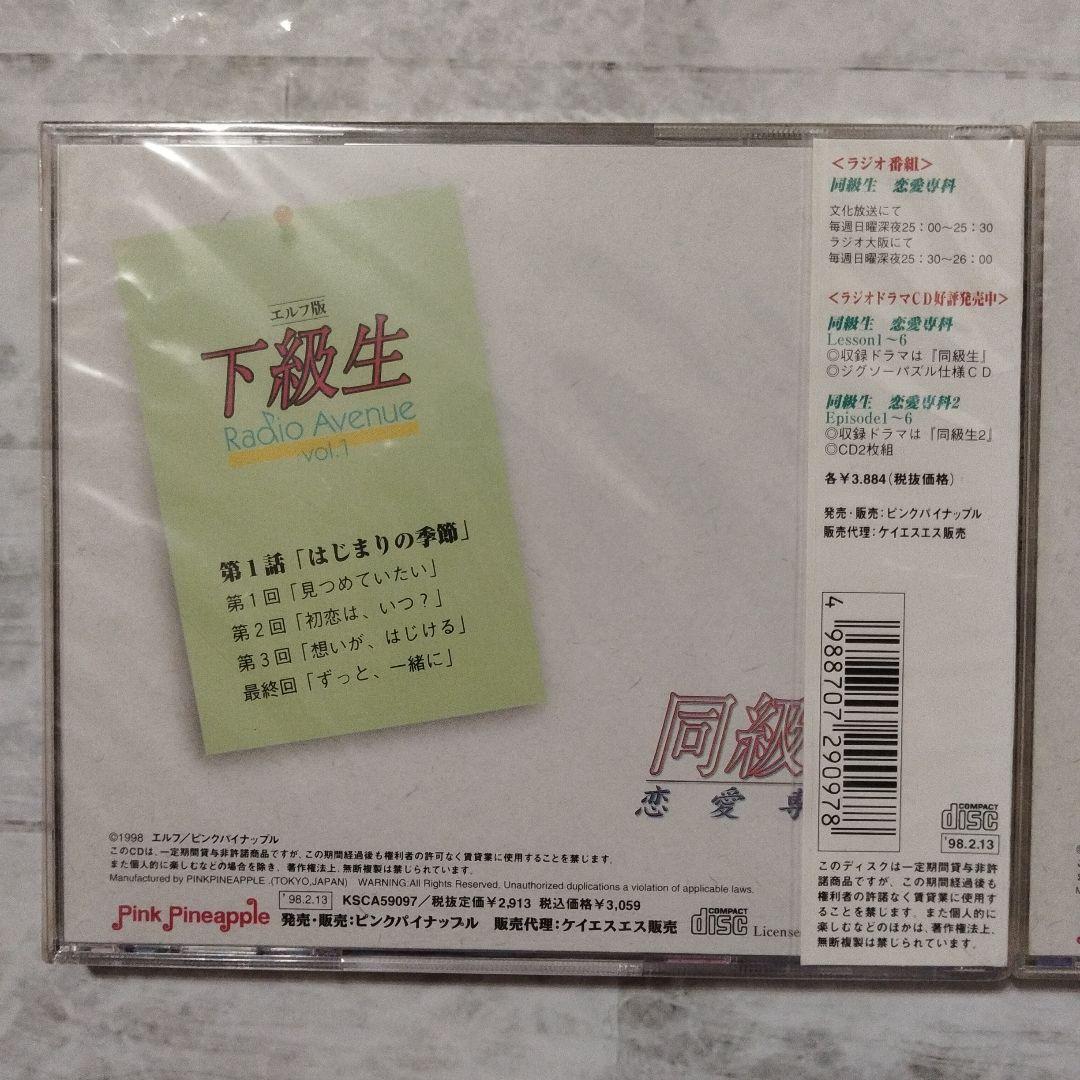 エルフ版
下級生
Radio Avenue
vol.1
第1話「はじまりの季節」
第1回「見つめていたい」
第2回「初恋は、いつ？」
第3回「想いが、はじける」
最終回「ずっと、一緒に」
同級
恋愛専
©1998 エルフ／ピンクパイナップル
このCDは、一定期間貸与非許諾商品ですが、この期間経過後も権利者の許可なく賃貸業に使用することを禁じます。
また個人的に楽しむなどの場合を除き、著作権法上、無断複製は禁じられています。
Manufactured by PINKPINEAPPLE .(TOKYO,JAPAN) WARNING:All Rights Reserved. Unauthorized duplications a violation of applicable laws.
'98.2.13 KSCA59097／税抜定価¥2,913 税込価格¥3,059
Pink Pineapple 発売・販売：ピンクパイナップル 販売代理：ケイエスエス販売 COMPACT disc License
＜ラジオ番組＞
同級生 恋愛専科
文化放送にて
毎週日曜深夜25：00〜25：30
ラジオ大阪にて
毎週日曜深夜25：30〜26：00
＜ラジオドラマCD好評発売中＞
同級生 恋愛専科
Lesson1〜6
◎収録ドラマは『同級生』
◎ジグソーパズル仕様ＣＤ
同級生 恋愛専科2
Episode1〜6
◎収録ドラマは『同級生2』
◎CD2枚組
各￥3.884(税抜価格)
発売・販売：ピンクパイナップル
販売代理：ケイエスエス販売
4 988707 290978
COMPACT disc
'98.2.13
このディスクは一定期間貸与非許
諾商品ですが、この期間経過後も
権利者の許可なく賃貸業に使用す
ることを禁じます。また個人的に
楽しむなどのほかは、著作権法上、
無断複製は禁じられています。